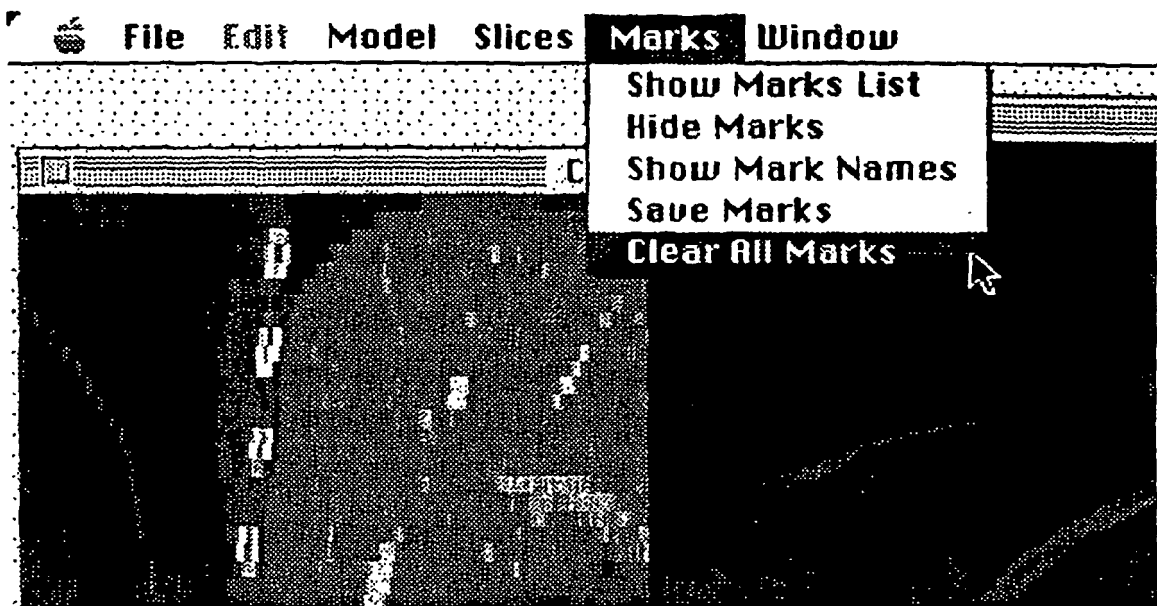 File Edit Model Slices Marks Window
Show Marks List
Hide Marks
Show Mark Names
Save Marks
Clear All Marks
C